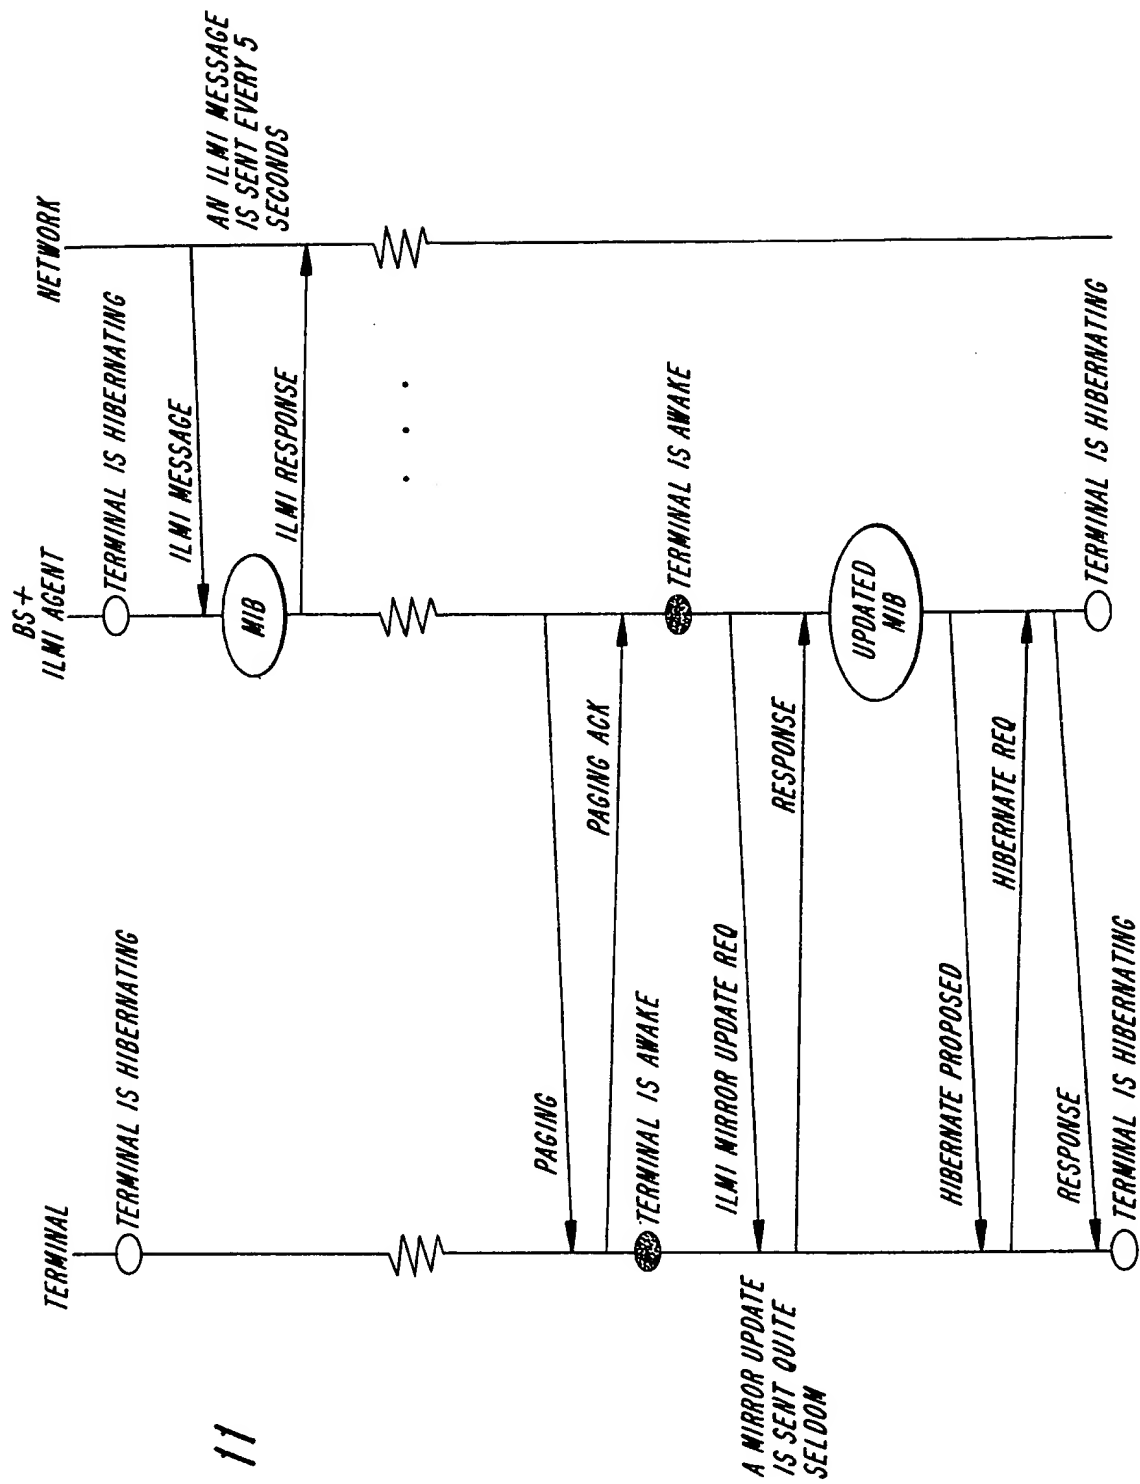 11
TERMINAL
BS+
ILMI AGENT
NETWORK
TERMINAL IS HIBERNATING
TERMINAL IS HIBERNATING
ILMI MESSAGE
AN ILMI MESSAGE
IS SENT EVERY 5
SECONDS
MIB
ILMI RESPONSE
PAGING
PAGING ACK
TERMINAL IS AWAKE
TERMINAL IS AWAKE
A MIRROR UPDATE
IS SENT QUITE
SELDOM
ILMI MIRROR UPDATE REQ
RESPONSE
UPDATED
MIB
HIBERNATE PROPOSED
HIBERNATE REQ
RESPONSE
TERMINAL IS HIBERNATING
TERMINAL IS HIBERNATING